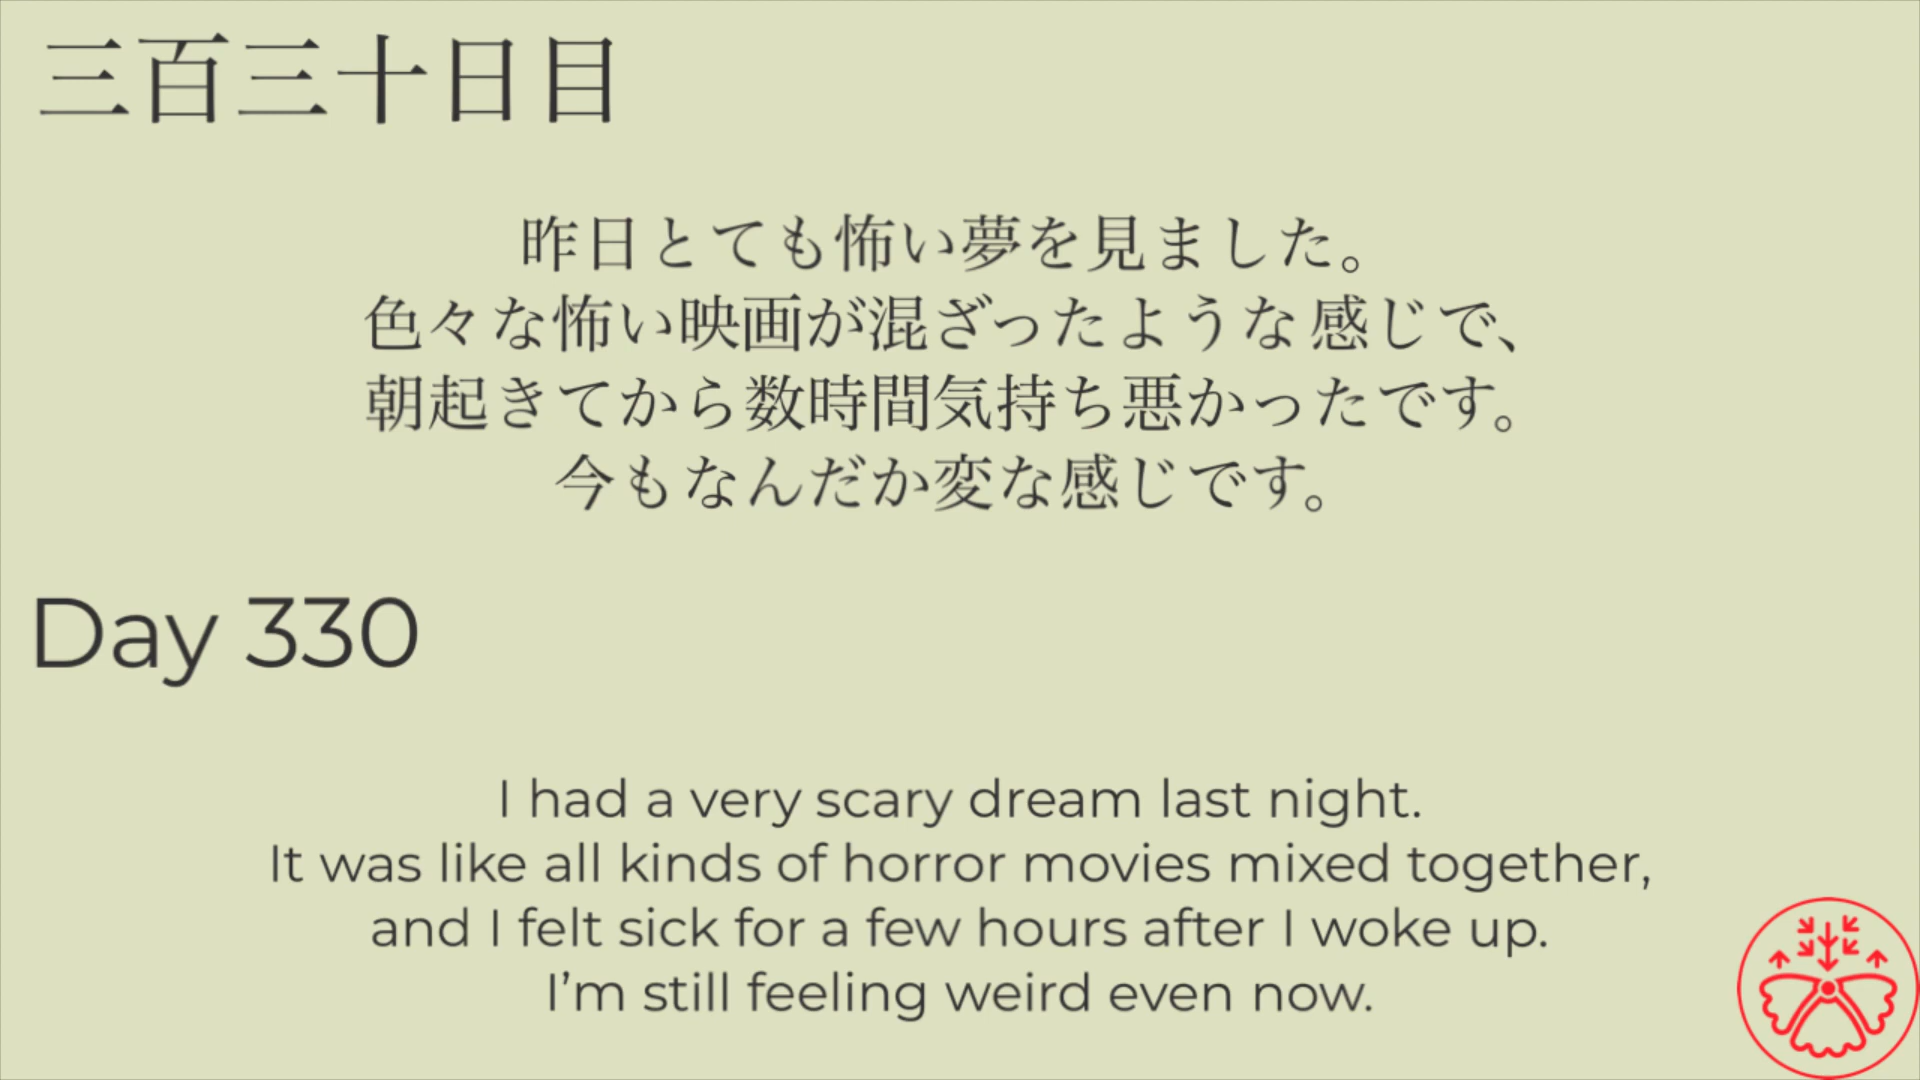 三百三十日目
昨日とても怖い夢を見ました。
色々な怖い映画が混ざったような感じで、
朝起きてから数時間気持ち悪かったです。
今もなんだか変な感じです。
Day 330
I had a very scary dream last night.
It was like all kinds of horror movies mixed together,
and I felt sick for a few hours after I woke up.
I’m still feeling weird even now.